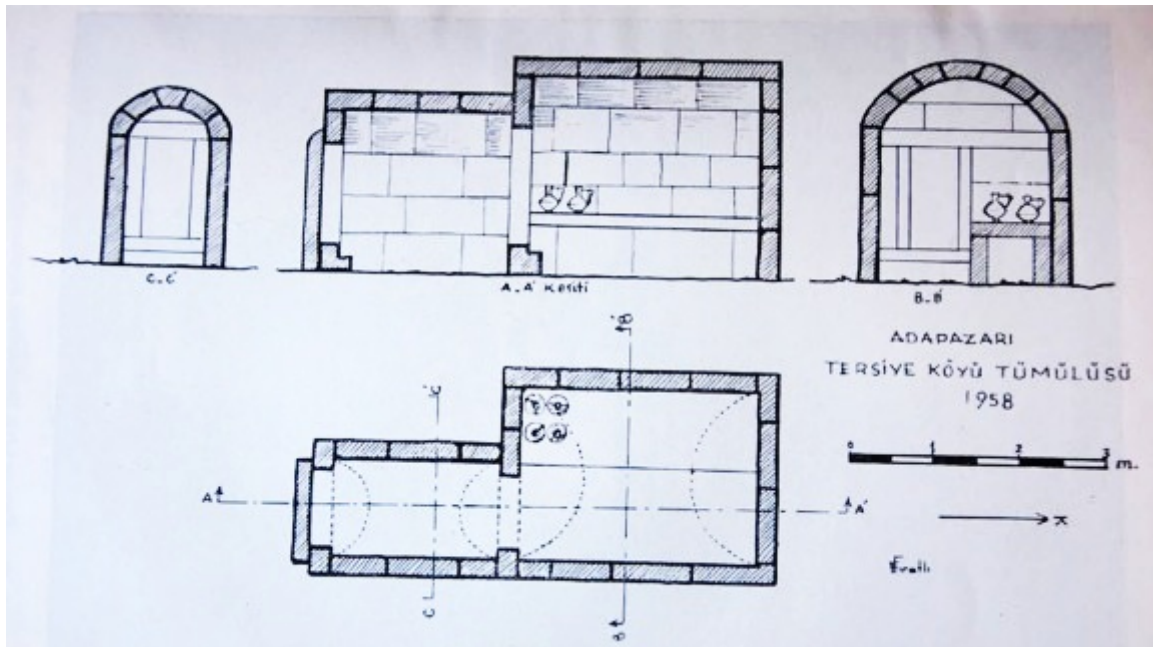 C-C'
A-A' Kesiti
B-B'
ADAPAZARI
TERSİYE KÖYÜ TÜMÜLÜSÜ
1958
0 1 2 3 m.
B'
C'
A A'
C
B